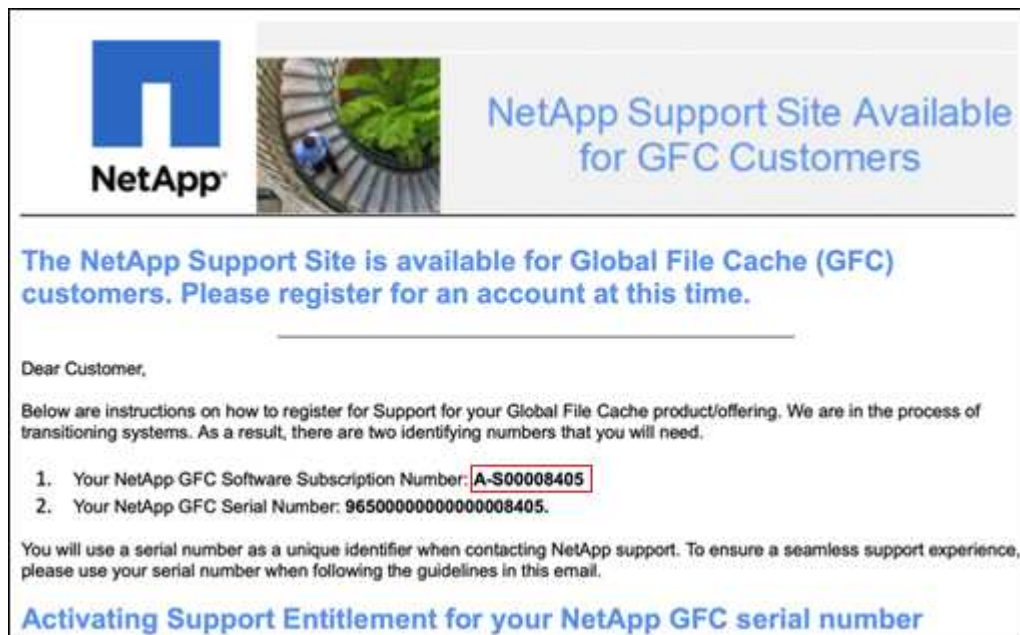 NetApp
NetApp Support Site Available
for GFC Customers
The NetApp Support Site is available for Global File Cache (GFC)
customers. Please register for an account at this time.
Dear Customer,
Below are instructions on how to register for Support for your Global File Cache product/offering. We are in the process of
transitioning systems. As a result, there are two identifying numbers that you will need.
1. Your NetApp GFC Software Subscription Number: A-S00008405
2. Your NetApp GFC Serial Number: 96500000000000008405.
You will use a serial number as a unique identifier when contacting NetApp support. To ensure a seamless support experience,
please use your serial number when following the guidelines in this email.
Activating Support Entitlement for your NetApp GFC serial number